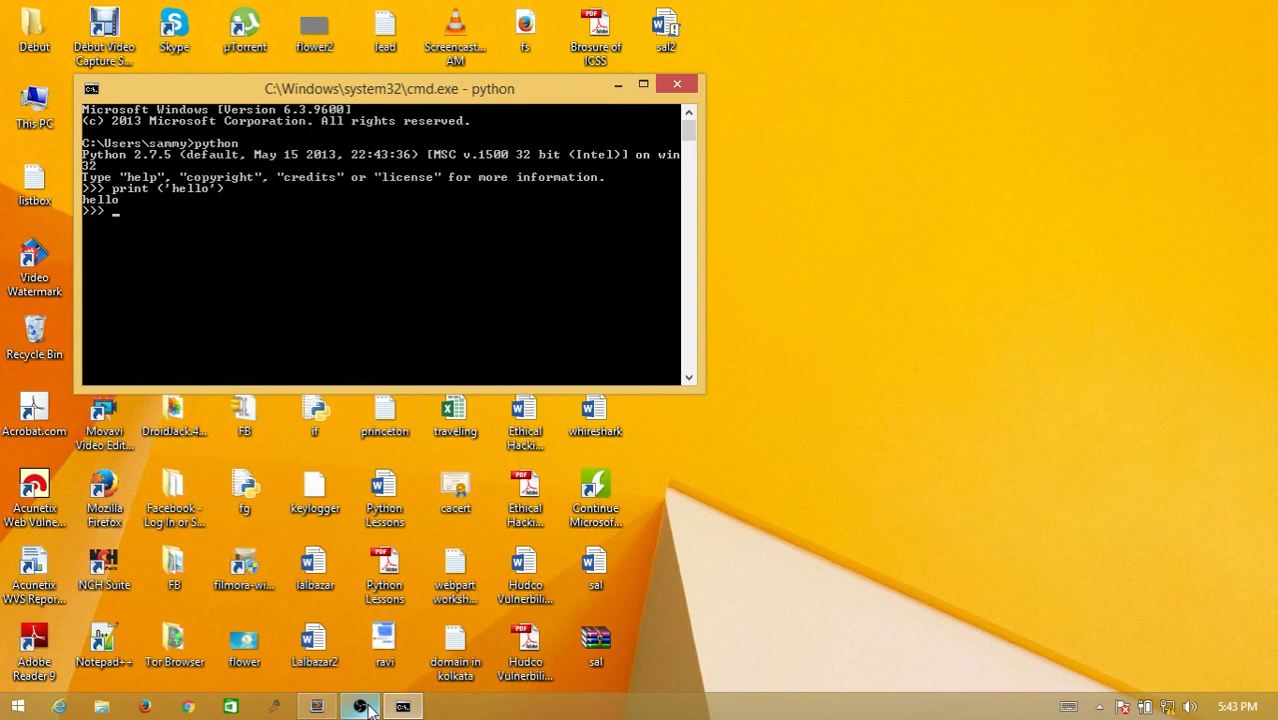 Debut
Debut Video
Capture S...
Skype
µTorrent
flower2
lead
Screencast...
AM
fs
Brosure of
ICSS
sal2
This PC
listbox
Video
Watermark
Recycle Bin
C:\Windows\system32\cmd.exe - python
Microsoft Windows [Version 6.3.9600]
(c) 2013 Microsoft Corporation. All rights reserved.
C:\Users\sammy>python
Python 2.7.5 (default, May 15 2013, 22:43:36) [MSC v.1500 32 bit (Intel)] on win
32
Type "help", "copyright", "credits" or "license" for more information.
>>> print ('hello')
hello
>>> _
Acrobat.com
Movavi
Video Edit...
DroidJack.4...
FB
if
princeton
traveling
Ethical
Hacki...
whireshark
Acunetix
Web Vulne...
Mozilla
Firefox
Facebook -
Log In or S...
fg
keylogger
Python
Lessons
cacert
Ethical
Hacki...
Continue
Microsof...
Acunetix
WVS Repor...
NCH Suite
FB
filmora-wi...
lalbazar
Python
Lessons
webpart
worksh...
Hudco
Vulnerbili...
sal
Adobe
Reader 9
Notepad++
Tor Browser
flower
Lalbazar2
ravi
domain in
kolkata
Hudco
Vulnerbili...
sal
5:43 PM